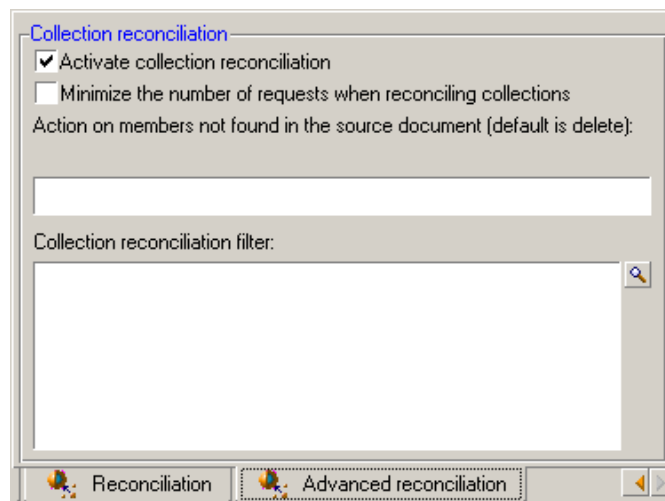 Collection reconciliation
Activate collection reconciliation
Minimize the number of requests when reconciling collections
Action on members not found in the source document (default is delete):
Collection reconciliation filter:
Reconciliation
Advanced reconciliation